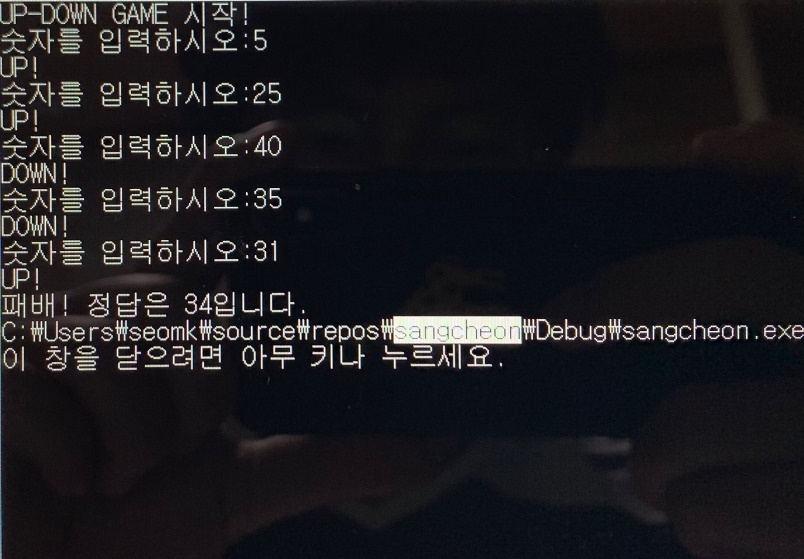 UP-DOWN GAME 시작!
숫자를 입력하시오:5
UP!
숫자를 입력하시오:25
UP!
숫자를 입력하시오:40
DOWN!
숫자를 입력하시오:35
DOWN!
숫자를 입력하시오:31
UP!
패배! 정답은 34입니다.
C:₩Users₩seomk₩source₩repos₩sangcheon₩Debug₩sangcheon.exe
이 창을 닫으려면 아무 키나 누르세요.